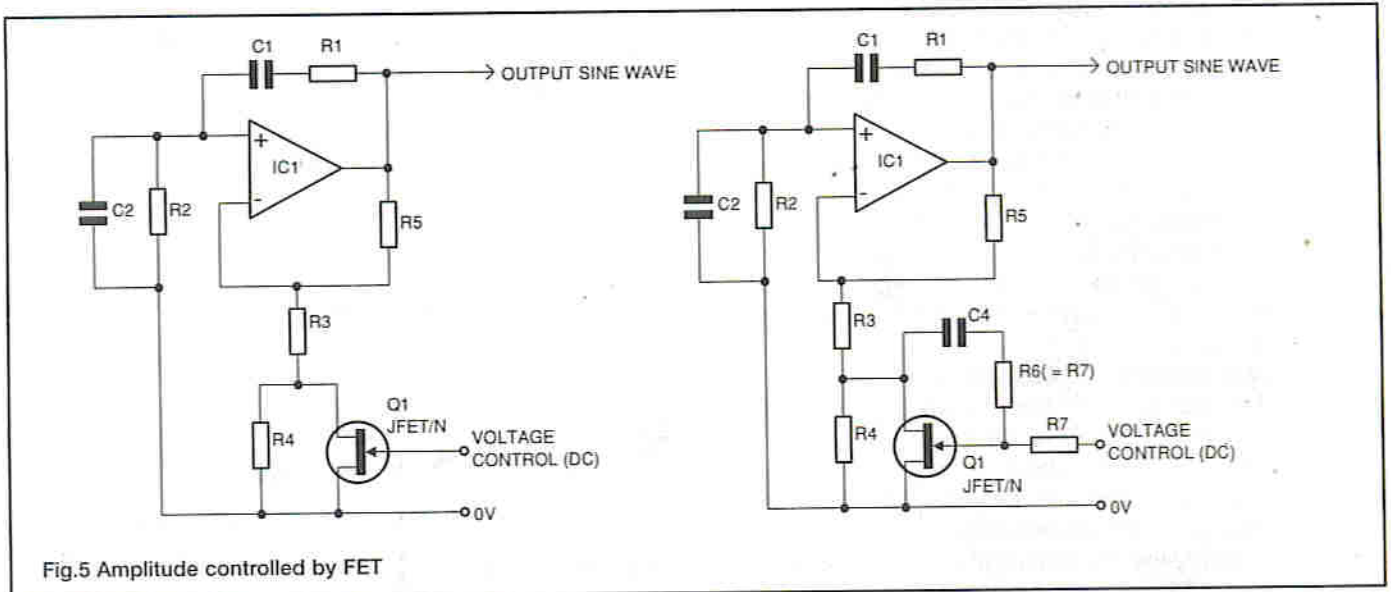 C1
R1
OUTPUT SINE WAVE
+
IC1
-
C2
R2
R5
R3
R4
Q1
JFET/N
VOLTAGE
CONTROL (DC)
0V
C1
R1
OUTPUT SINE WAVE
+
IC1
-
C2
R2
R5
R3
C4
R6( = R7)
R4
R7
Q1
JFET/N
VOLTAGE
CONTROL (DC)
0V
Fig.5 Amplitude controlled by FET